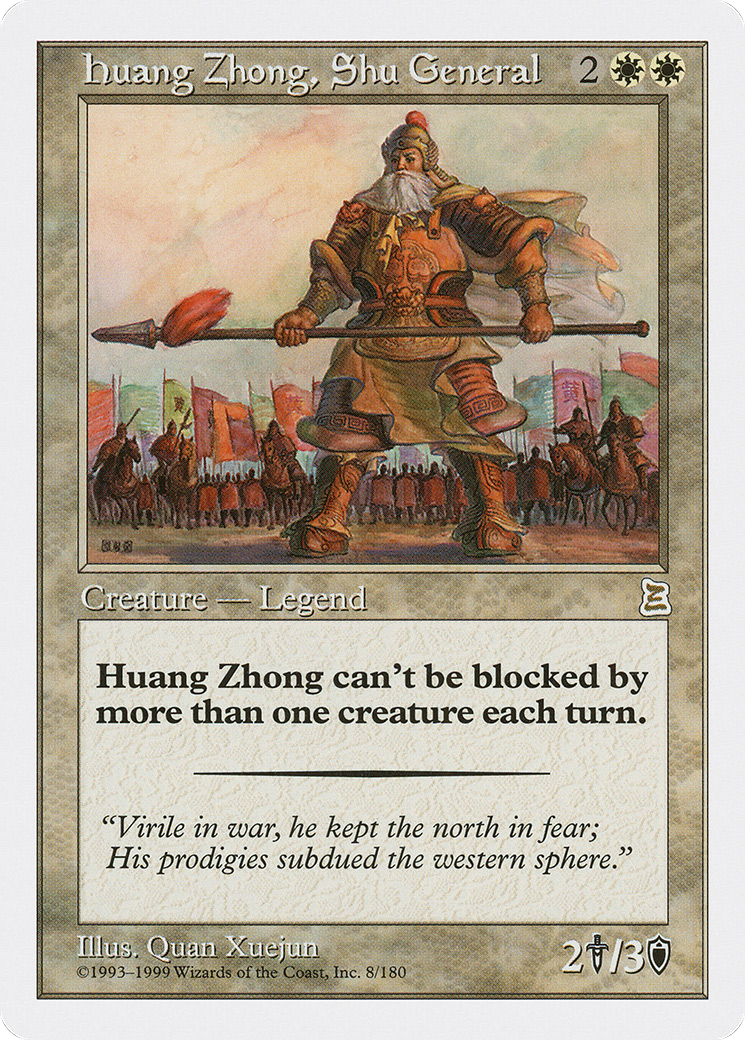 Huang Zhong, Shu General 2
Creature — Legend
Huang Zhong can't be blocked by
more than one creature each turn.
“Virile in war, he kept the north in fear;
His prodigies subdued the western sphere.”
Illus. Quan Xuejun
2/3
©1993–1999 Wizards of the Coast, Inc. 8/180